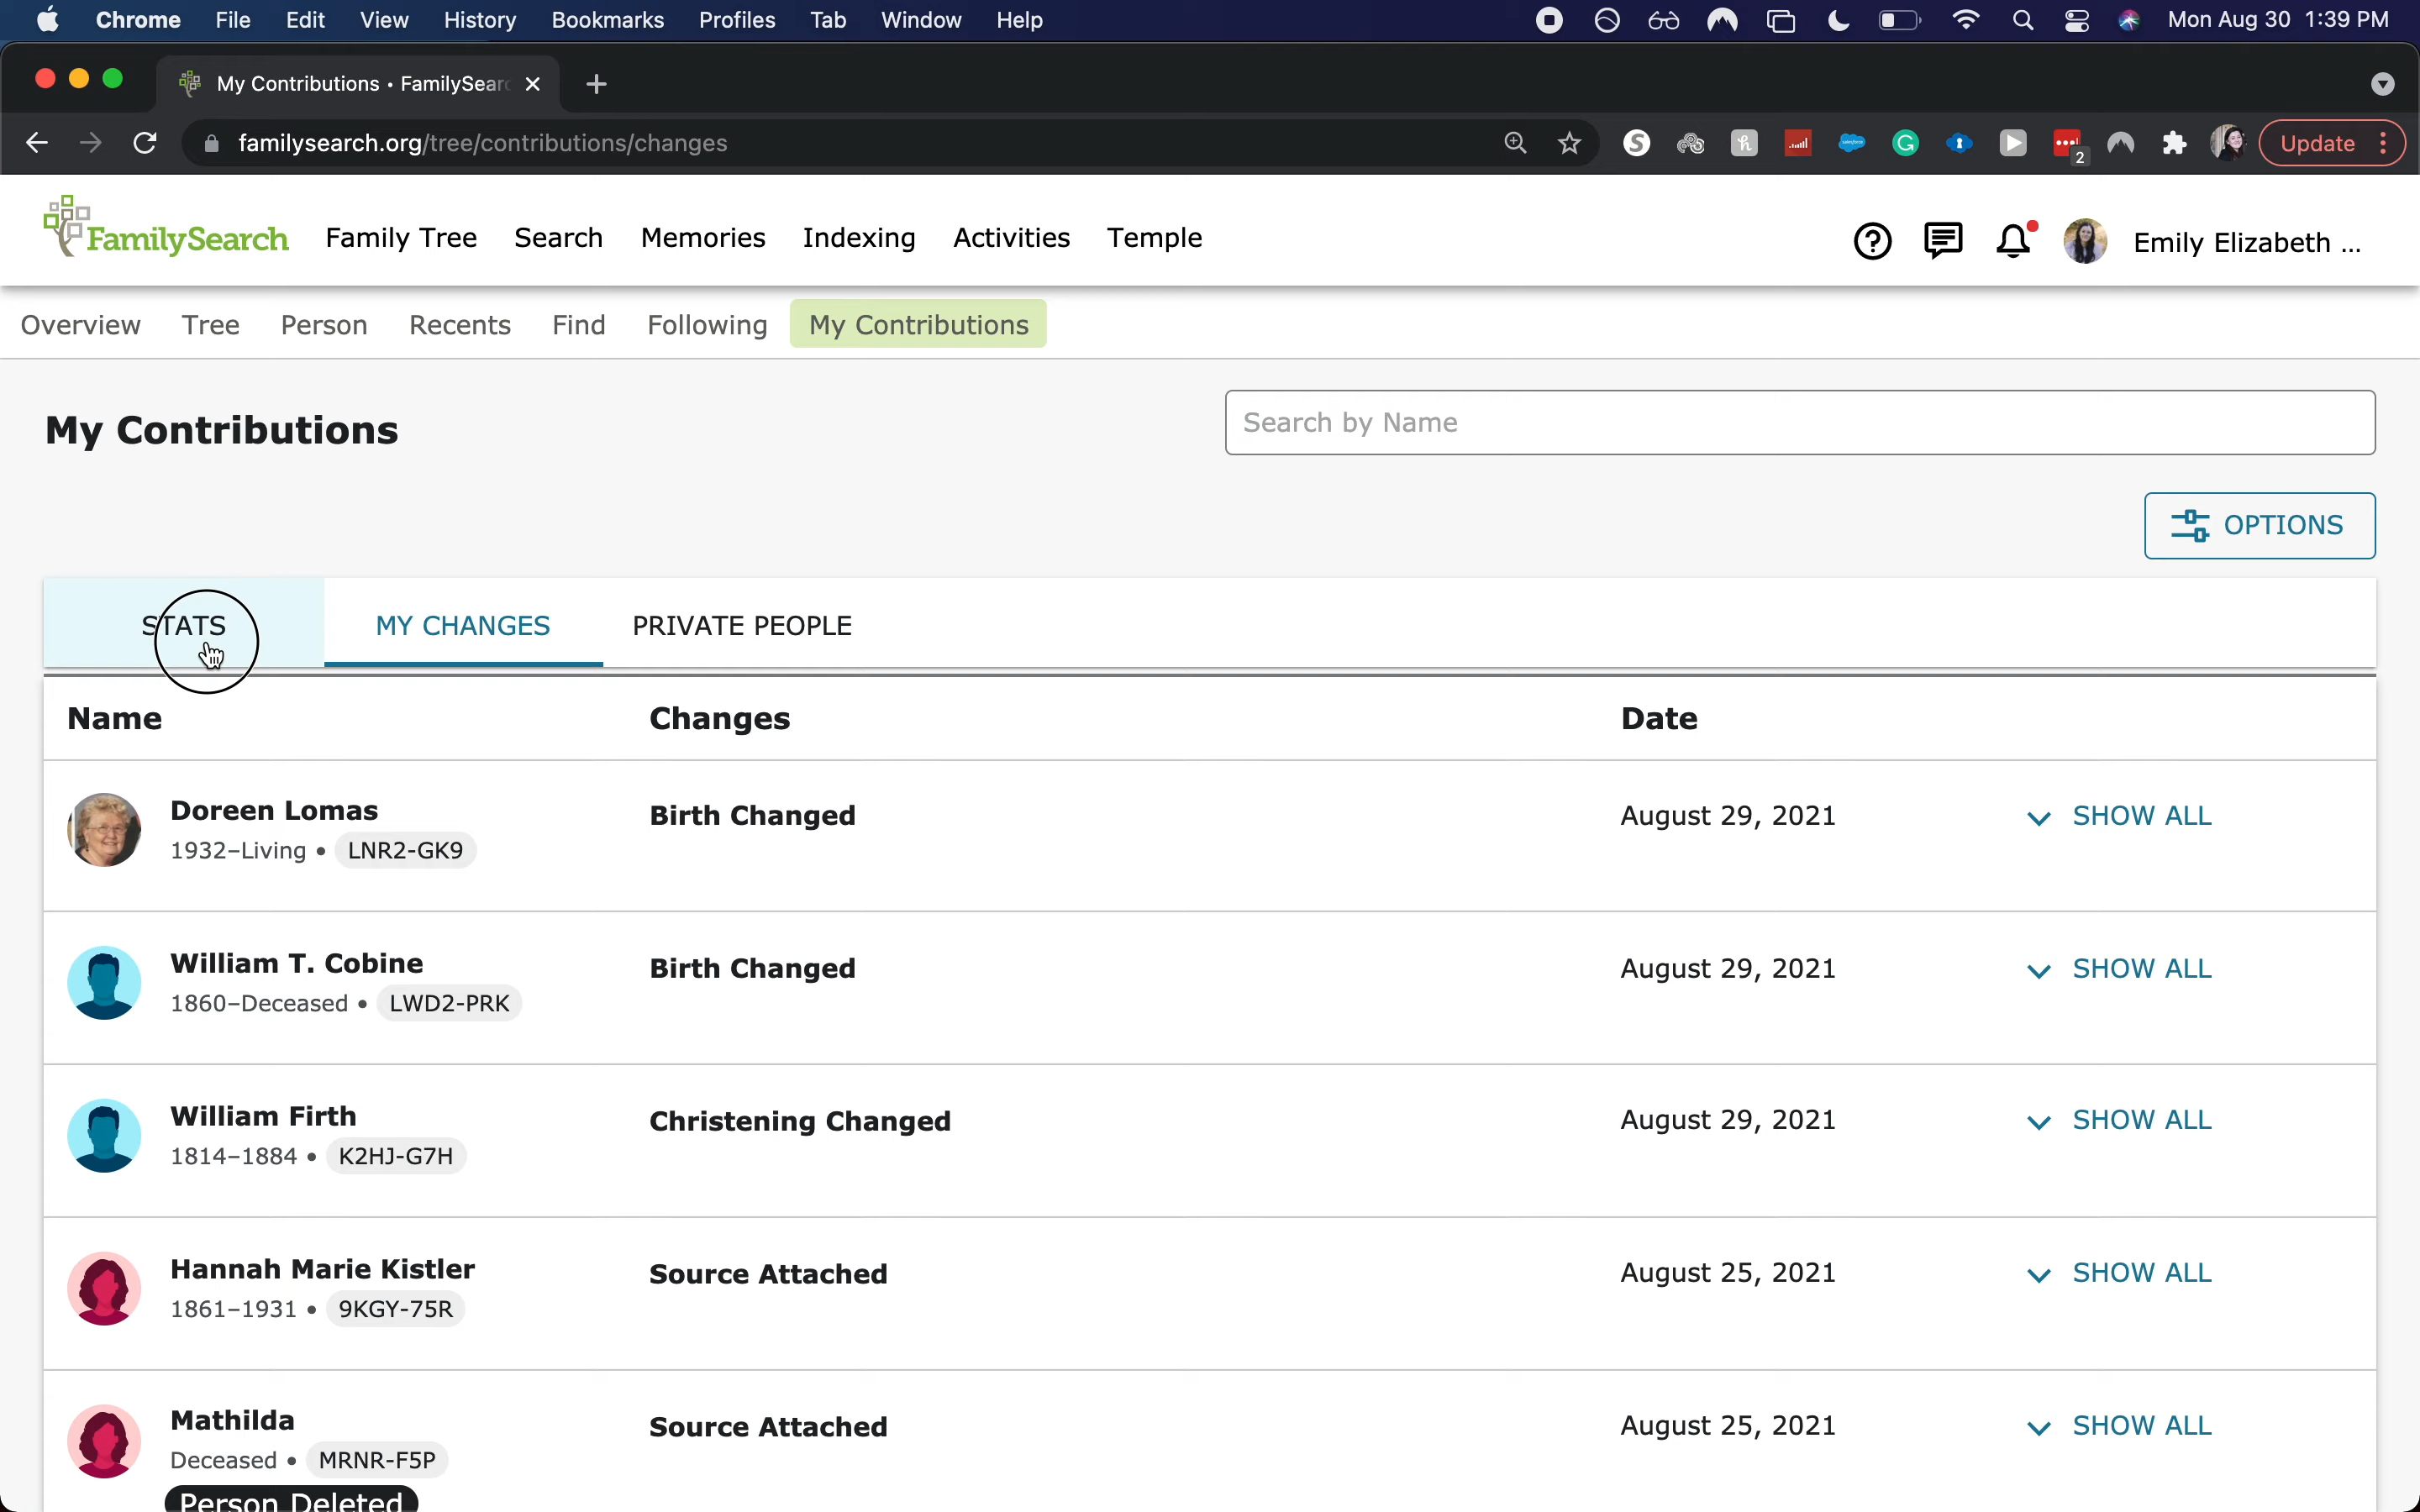 Chrome File Edit View History Bookmarks Profiles Tab Window Help Mon Aug 30 1:39 PM
My Contributions • FamilySear
familysearch.org/tree/contributions/changes 2 Update
FamilySearch Family Tree Search Memories Indexing Activities Temple Emily Elizabeth ...
Overview Tree Person Recents Find Following My Contributions
My Contributions Search by Name
OPTIONS
STATS MY CHANGES PRIVATE PEOPLE
Name Changes Date
Doreen Lomas Birth Changed August 29, 2021 SHOW ALL
1932–Living • LNR2-GK9
William T. Cobine Birth Changed August 29, 2021 SHOW ALL
1860–Deceased • LWD2-PRK
William Firth Christening Changed August 29, 2021 SHOW ALL
1814–1884 • K2HJ-G7H
Hannah Marie Kistler Source Attached August 25, 2021 SHOW ALL
1861–1931 • 9KGY-75R
Mathilda Source Attached August 25, 2021 SHOW ALL
Deceased • MRNR-F5P
Person Deleted